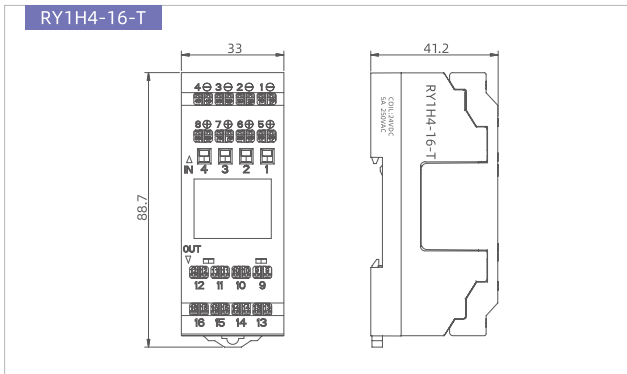 RY1H4-16-T
33
41.2
88.7
4⊖ 3⊖ 2⊖ 1⊖
8⊕ 7⊕ 6⊕ 5⊕
IN 4 3 2 1
OUT
12 11 10 9
16 15 14 13
COIL:24VDC
5A 250VAC
RY1H4-16-T